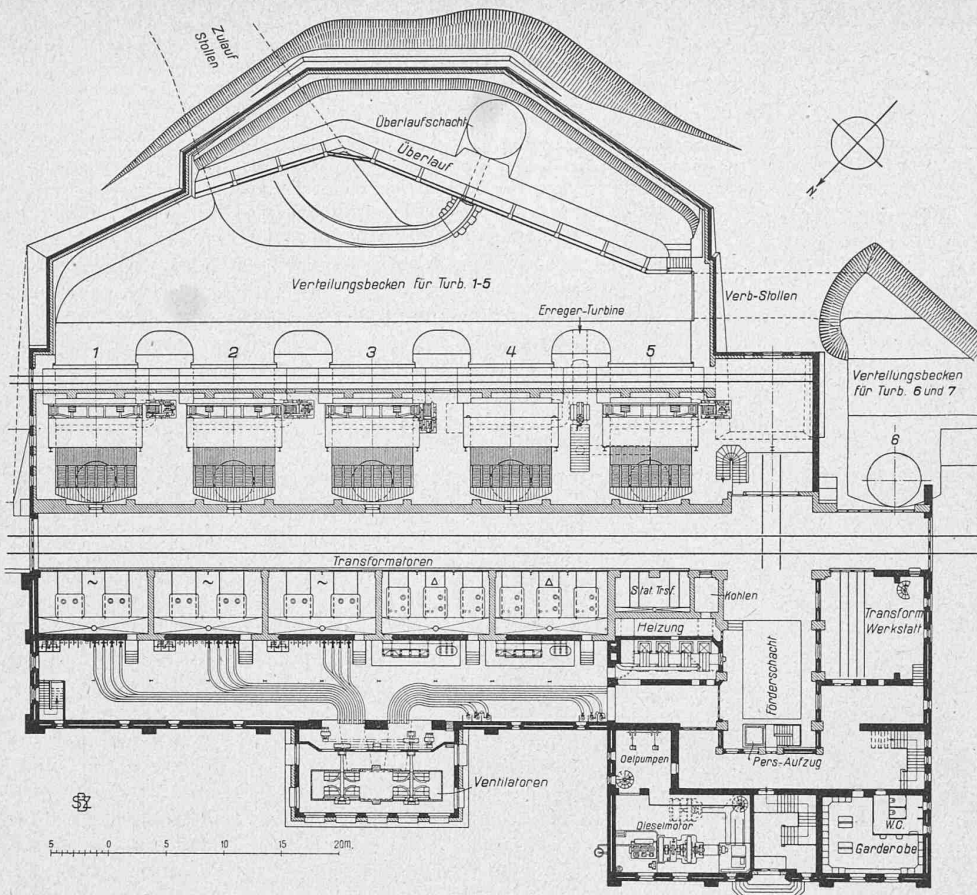 Zulauf
Stollen
Überlaufschacht
Überlauf
N
Verteilungsbecken für Turb. 1-5
Verb-Stollen
Erreger-Turbine
1
2
3
4
5
Verteilungsbecken
für Turb. 6 und 7
6
Transformatoren
~
~
~
Δ
Δ
Stat. Trsf.
Kohlen
Heizung
Förderschacht
Transform
Werkstatt
Oelpumpen
Pers-Aufzug
Ventilatoren
Dieselmotor
W.C.
Garderobe
5 0 5 10 15 20m